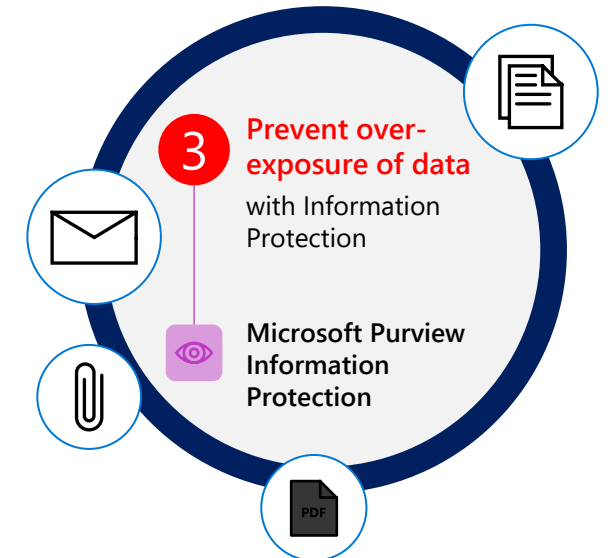 3
Prevent over-
exposure of data
with Information
Protection
Microsoft Purview
Information
Protection
PDF